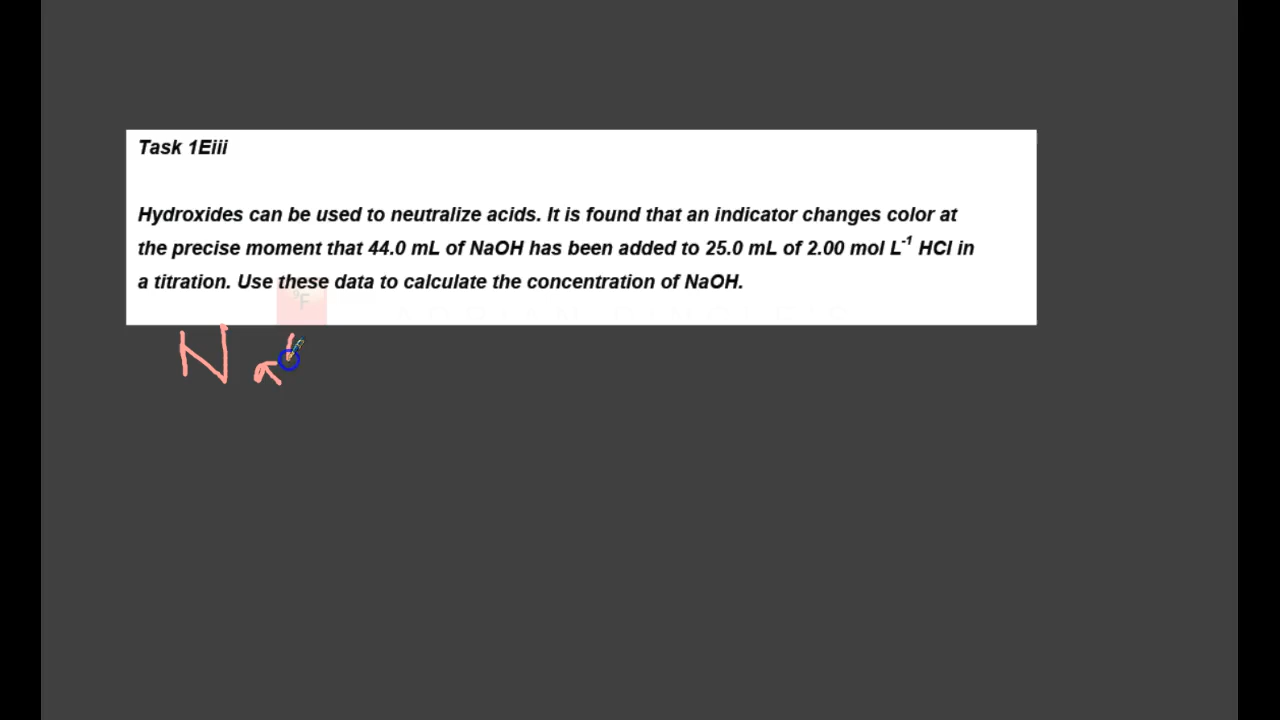 Task 1Eiii
Hydroxides can be used to neutralize acids. It is found that an indicator changes color at
the precise moment that 44.0 mL of NaOH has been added to 25.0 mL of 2.00 mol L⁻¹ HCl in
a titration. Use these data to calculate the concentration of NaOH.
Na